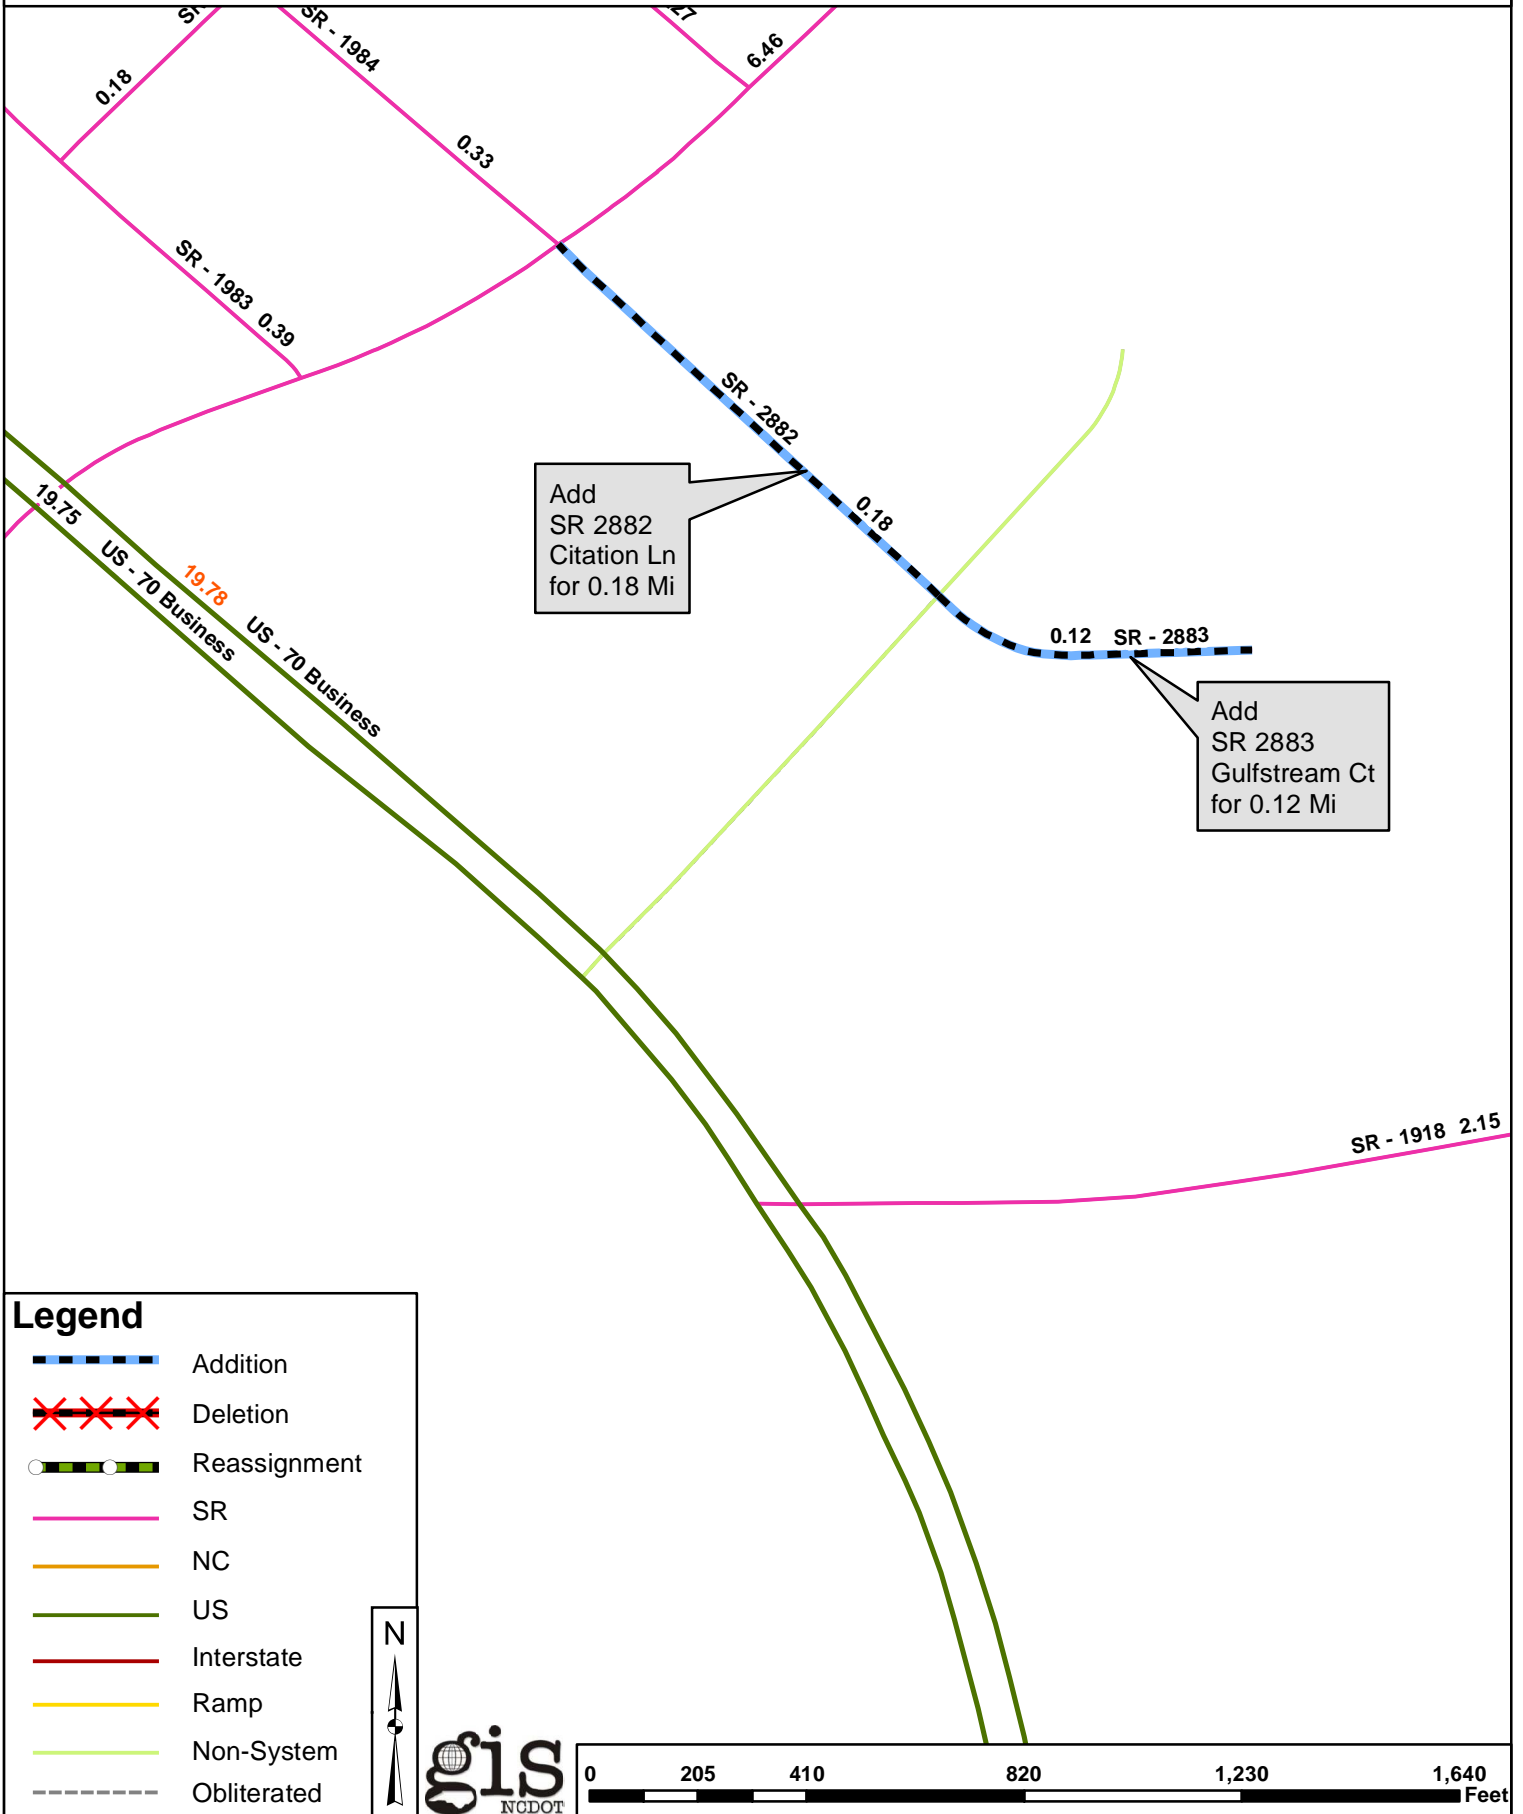 SR - 1984
6.46
0.18
0.33
SR - 1983 0.39
SR - 2882
0.18
Add
SR 2882
Citation Ln
for 0.18 Mi
19.75
US - 70 Business
19.78
US - 70 Business
0.12 SR - 2883
Add
SR 2883
Gulfstream Ct
for 0.12 Mi
SR - 1918 2.15
Legend
Addition
Deletion
Reassignment
SR
NC
US
Interstate
Ramp
Non-System
Obliterated
N
gis
NCDOT
0 205 410 820 1,230 1,640
Feet